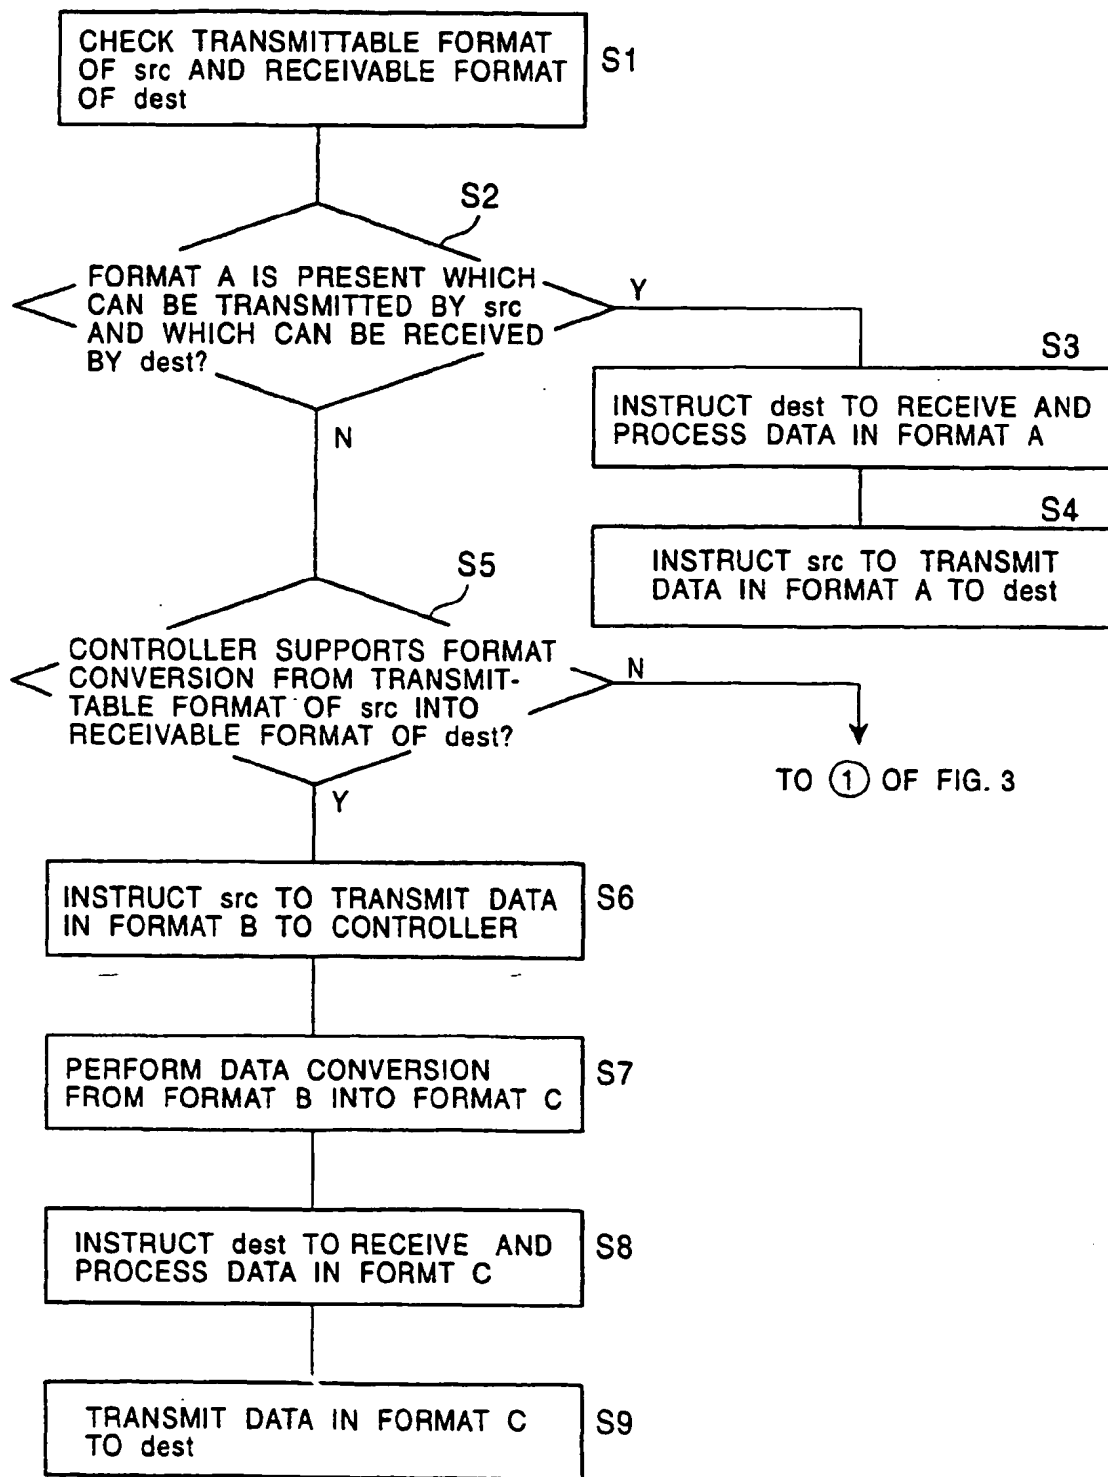 CHECK TRANSMITTABLE FORMAT
OF src AND RECEIVABLE FORMAT
OF dest
S1
S2
FORMAT A IS PRESENT WHICH
CAN BE TRANSMITTED BY src
AND WHICH CAN BE RECEIVED
BY dest?
Y
N
S3
INSTRUCT dest TO RECEIVE AND
PROCESS DATA IN FORMAT A
S4
INSTRUCT src TO TRANSMIT
DATA IN FORMAT A TO dest
S5
CONTROLLER SUPPORTS FORMAT
CONVERSION FROM TRANSMIT-
TABLE FORMAT OF src INTO
RECEIVABLE FORMAT OF dest?
N
TO 1 OF FIG. 3
Y
INSTRUCT src TO TRANSMIT DATA
IN FORMAT B TO CONTROLLER
S6
PERFORM DATA CONVERSION
FROM FORMAT B INTO FORMAT C
S7
INSTRUCT dest TO RECEIVE AND
PROCESS DATA IN FORMT C
S8
TRANSMIT DATA IN FORMAT C
TO dest
S9